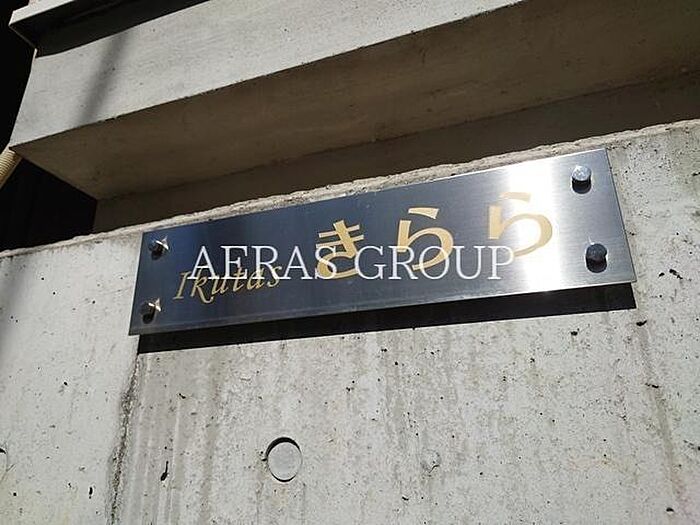 Ikutas きらら
AERAS GROUP